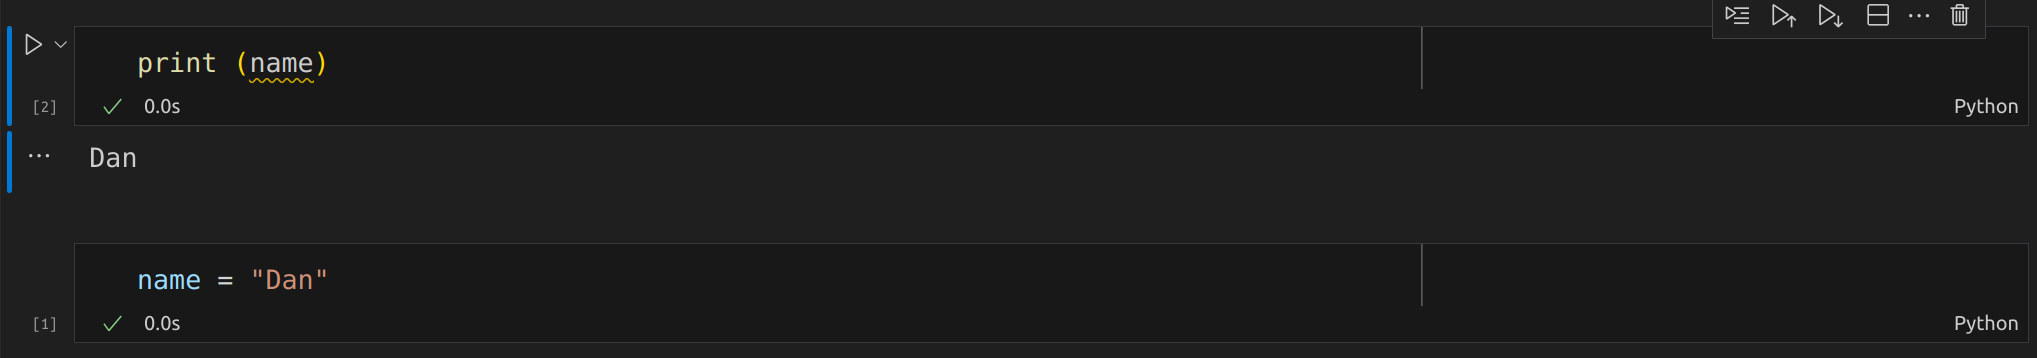 print (name)
[2]
0.0s
Python
Dan
name = "Dan"
[1]
0.0s
Python